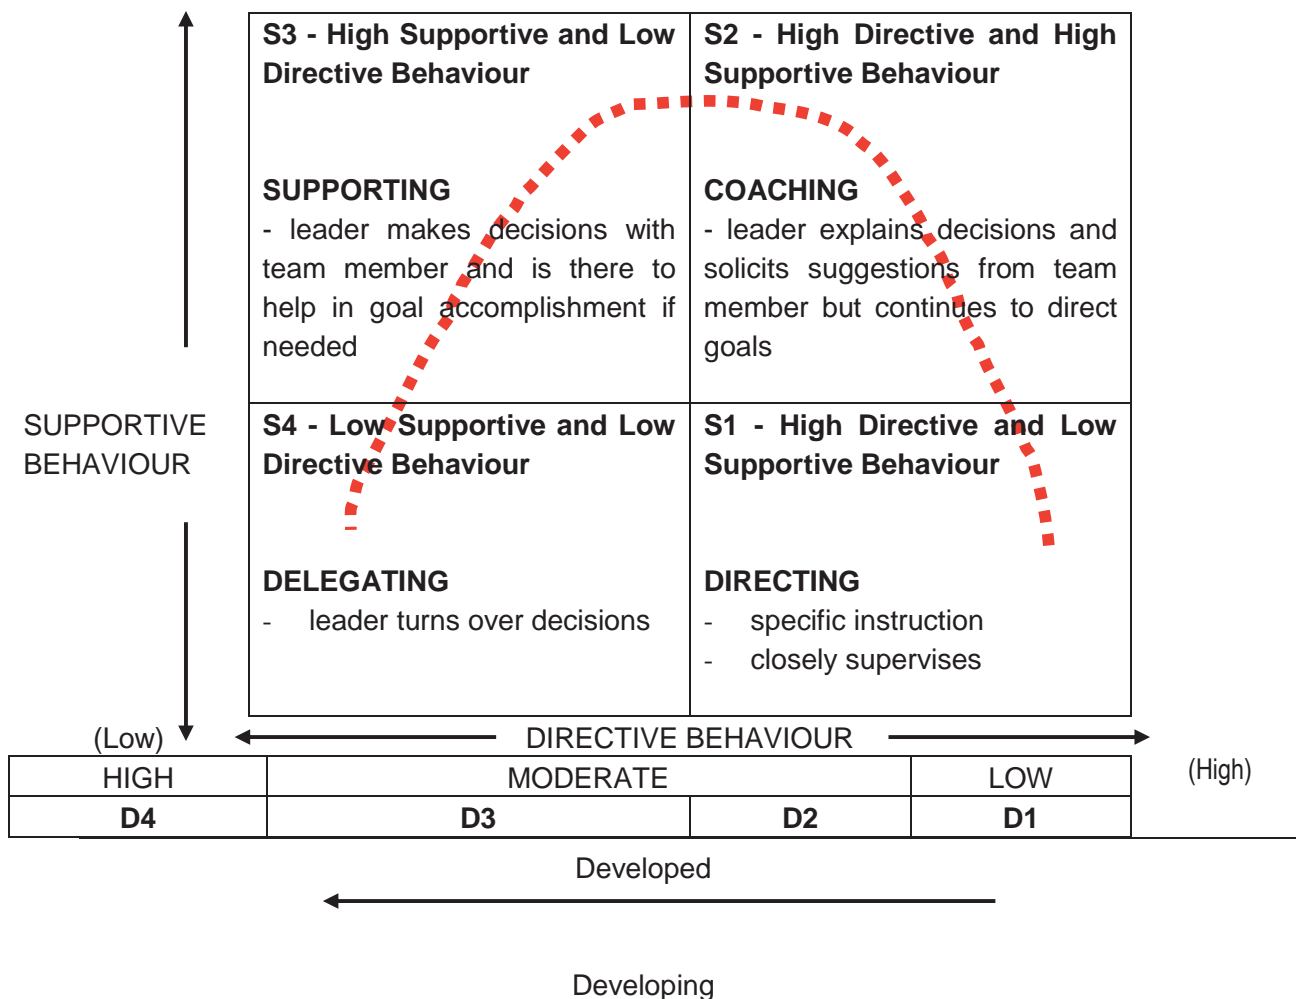 S3 - High Supportive and Low
Directive Behaviour
SUPPORTING
- leader makes decisions with
team member and is there to
help in goal accomplishment if
needed
S2 - High Directive and High
Supportive Behaviour
COACHING
- leader explains decisions and
solicits suggestions from team
member but continues to direct
goals
SUPPORTIVE
BEHAVIOUR
S4 - Low Supportive and Low
Directive Behaviour
DELEGATING
- leader turns over decisions
S1 - High Directive and Low
Supportive Behaviour
DIRECTING
- specific instruction
- closely supervises
(Low)
DIRECTIVE BEHAVIOUR
(High)
HIGH
MODERATE
LOW
D4
D3
D2
D1
Developed
Developing